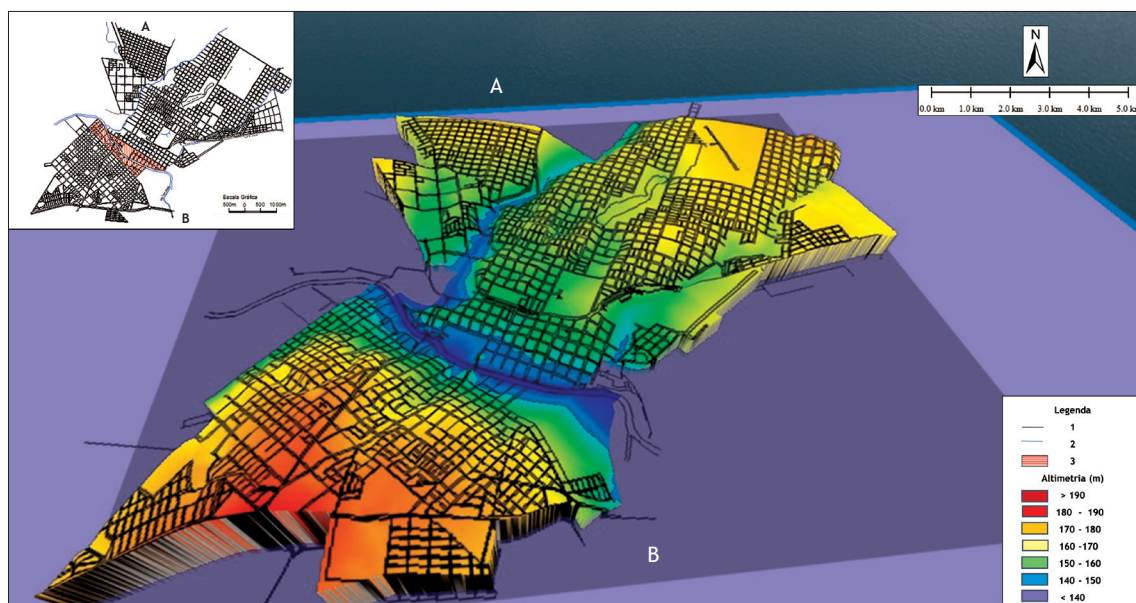 A
B
Escala Gráfica
500m 0 500 1000m
A
B
N
0.0 km 1.0 km 2.0 km 3.0 km 4.0 km 5.0 k
Legenda
1
2
3
Altimetria (m)
> 190
180 - 190
170 - 180
160 -170
150 - 160
140 - 150
< 140